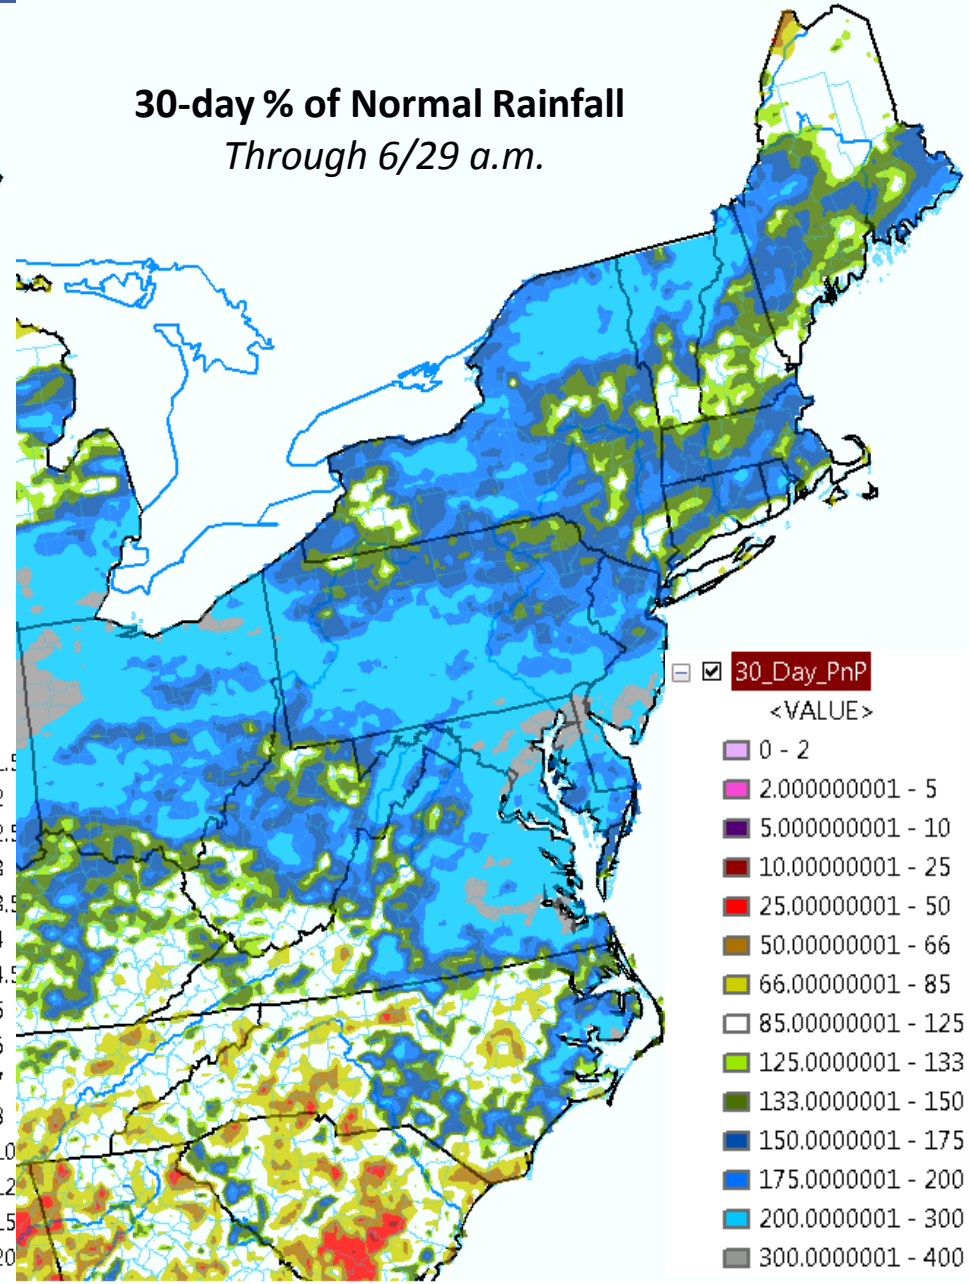 30-day % of Normal Rainfall
Through 6/29 a.m.
30_Day_PnP
<VALUE>
0 - 2
2.000000001 - 5
5.000000001 - 10
10.00000001 - 25
25.00000001 - 50
50.00000001 - 66
66.00000001 - 85
85.00000001 - 125
125.0000001 - 133
133.0000001 - 150
150.0000001 - 175
175.0000001 - 200
200.0000001 - 300
300.0000001 - 400